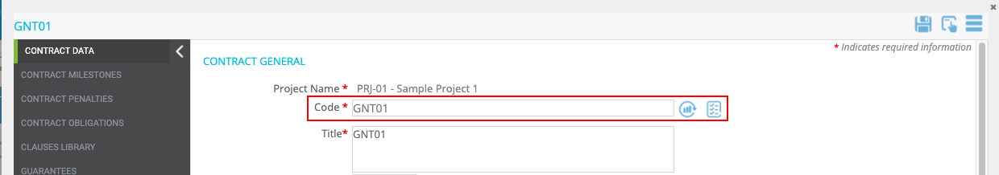 GNT01
* Indicates required information
CONTRACT DATA
CONTRACT MILESTONES
CONTRACT PENALTIES
CONTRACT OBLIGATIONS
CLAUSES LIBRARY
GUARANTEES
CONTRACT GENERAL
Project Name * PRJ-01 - Sample Project 1
Code * GNT01
Title* GNT01